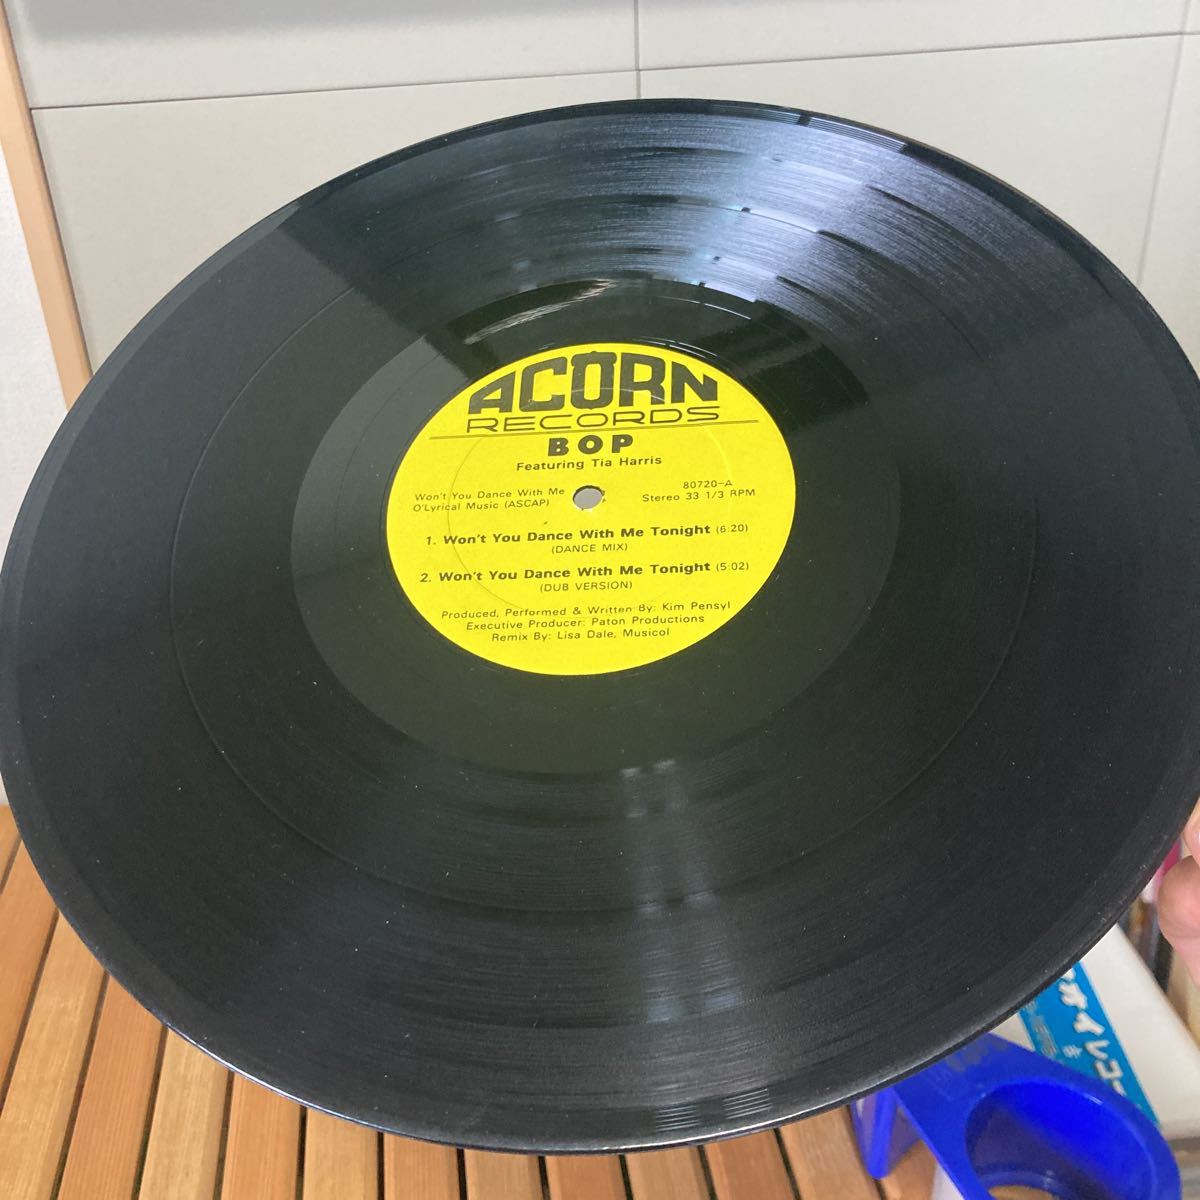 ACORN
RECORDS
BOP
Featuring Tia Harris
Won't You Dance With Me
O'Lyrical Music (ASCAP)
80720-A
Stereo 33 1/3 RPM
1. Won't You Dance With Me Tonight (6:20)
(DANCE MIX)
2. Won't You Dance With Me Tonight (5:02)
(DUB VERSION)
Produced, Performed & Written By: Kim Pensyl
Executive Producer: Paton Productions
Remix By: Lisa Dale, Musicol
レコ